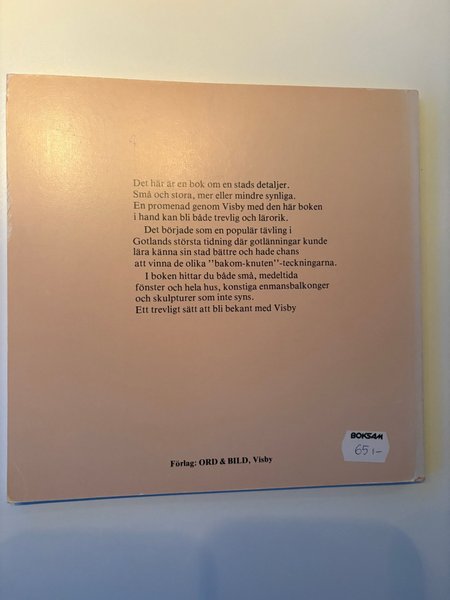 Det här är en bok om en stads detaljer.
Små och stora, mer eller mindre synliga.
En promenad genom Visby med den här boken
i hand kan bli både trevlig och lärorik.
Det började som en populär tävling i
Gotlands största tidning där gotlänningar kunde
lära känna sin stad bättre och hade chans
att vinna de olika "bakom-knuten"-teckningarna.
I boken hittar du både små, medeltida
fönster och hela hus, konstiga enmansbalkonger
och skulpturer som inte syns.
Ett trevligt sätt att bli bekant med Visby
BOKSAM
65:-
Förlag: ORD & BILD, Visby